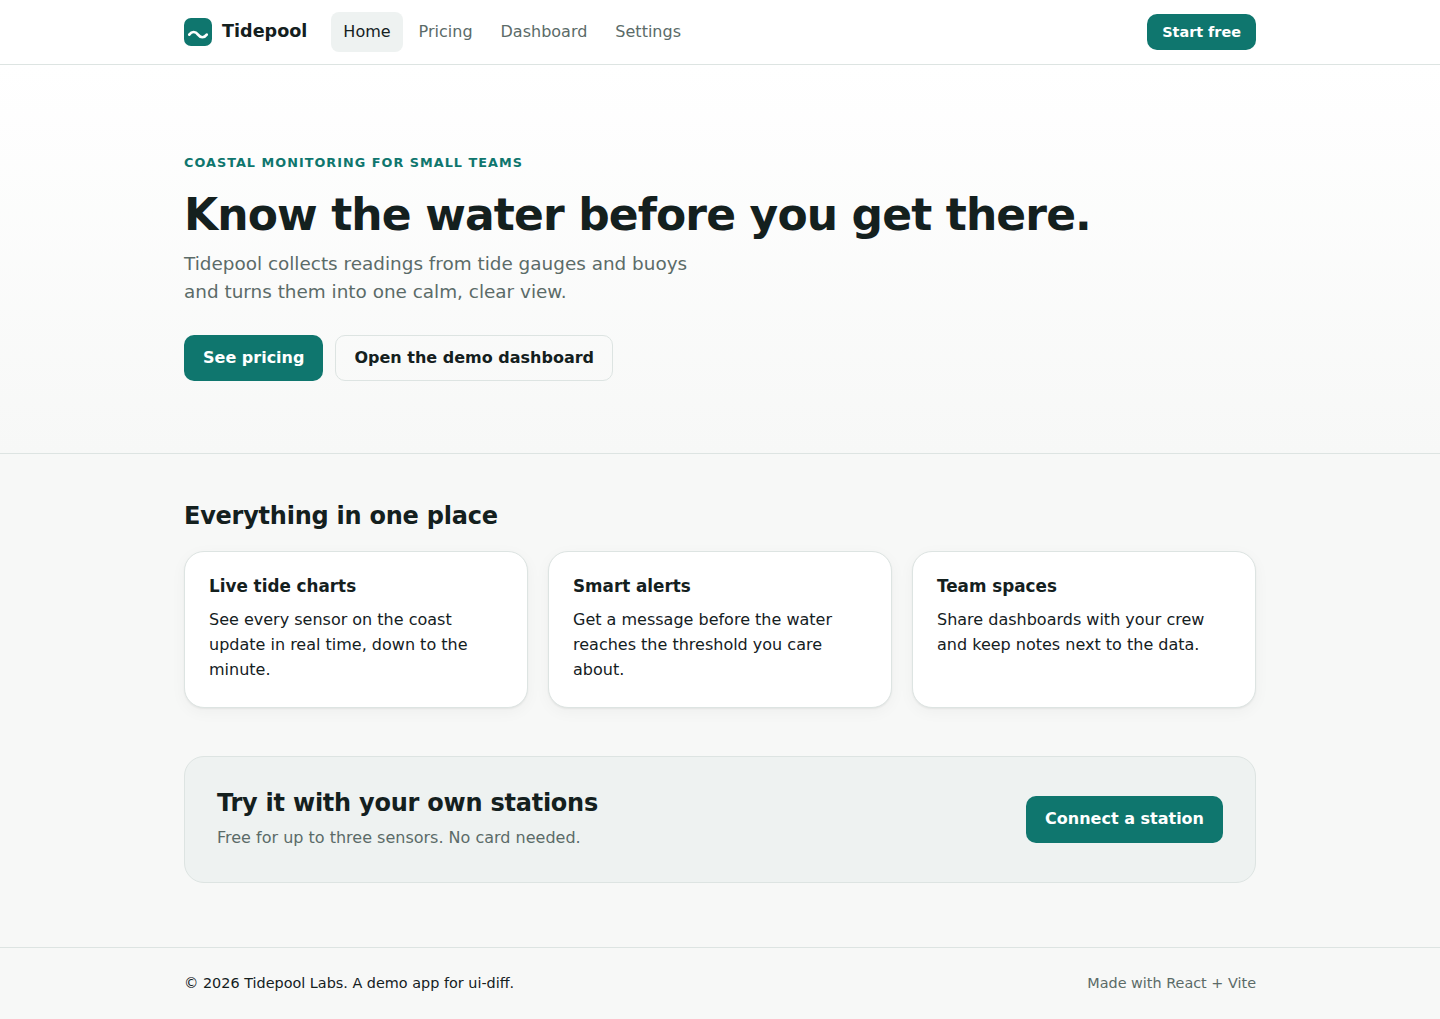 Tidepool
Home
Pricing
Dashboard
Settings
Start free
COASTAL MONITORING FOR SMALL TEAMS
Know the water before you get there.
Tidepool collects readings from tide gauges and buoys
and turns them into one calm, clear view.
See pricing
Open the demo dashboard
Everything in one place
Live tide charts
See every sensor on the coast
update in real time, down to the
minute.
Smart alerts
Get a message before the water
reaches the threshold you care
about.
Team spaces
Share dashboards with your crew
and keep notes next to the data.
Try it with your own stations
Free for up to three sensors. No card needed.
Connect a station
© 2026 Tidepool Labs. A demo app for ui-diff.
Made with React + Vite